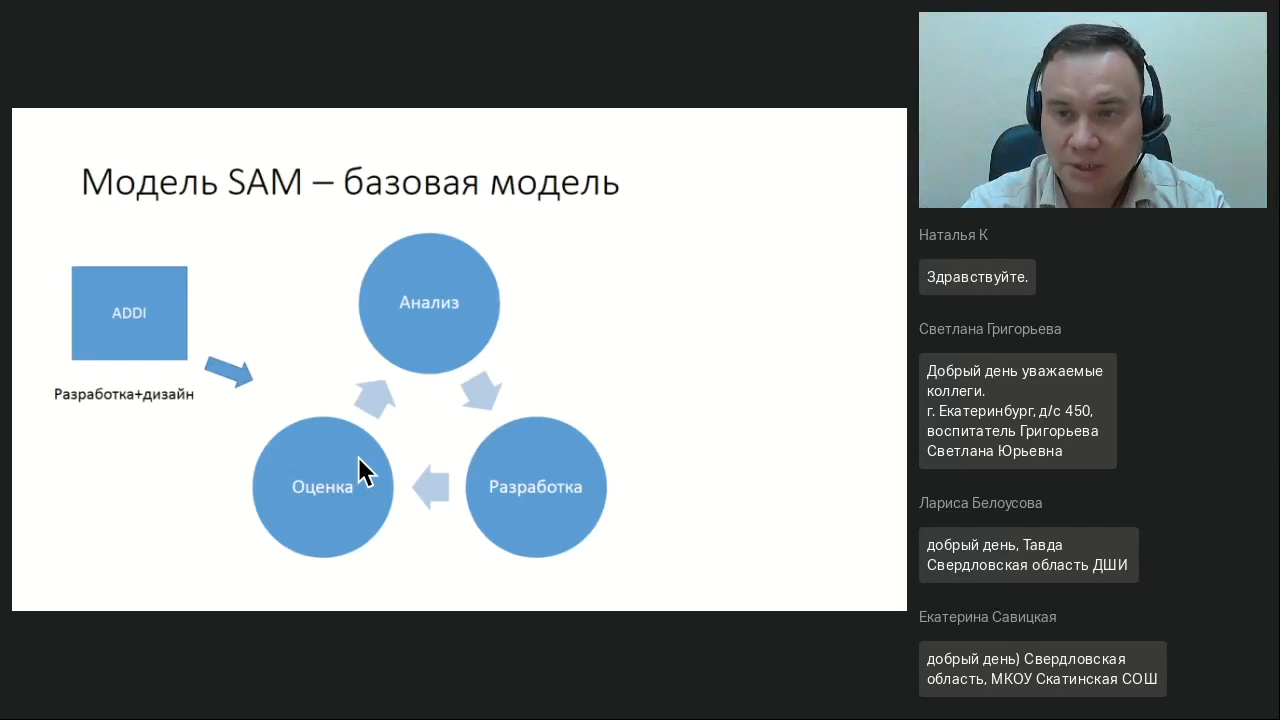 Модель SAM – базовая модель
ADDI
Разработка+дизайн
Анализ
Оценка
Разработка
Наталья К
Здравствуйте.
Светлана Григорьева
Добрый день уважаемые
коллеги.
г. Екатеринбург, д/с 450,
воспитатель Григорьева
Светлана Юрьевна
Лариса Белоусова
добрый день, Тавда
Свердловская область ДШИ
Екатерина Савицкая
добрый день) Свердловская
область, МКОУ Скатинская СОШ